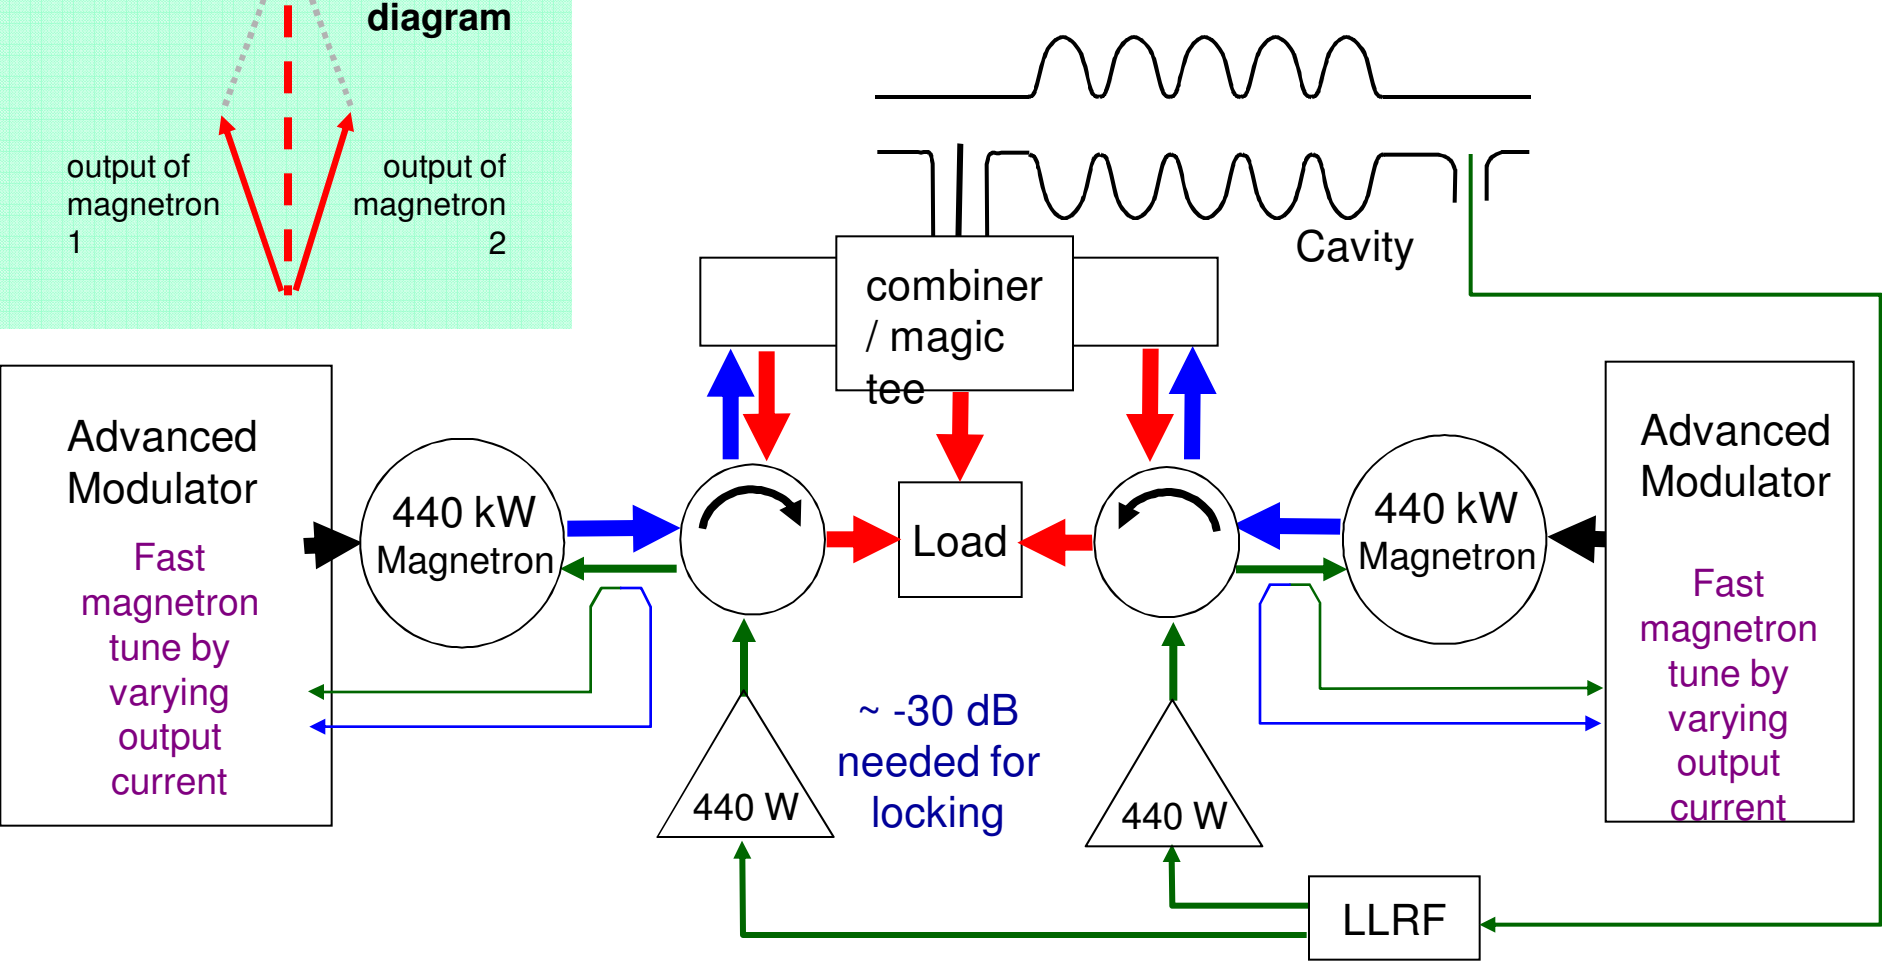 diagram
output of
magnetron
1
output of
magnetron
2
Cavity
combiner
/ magic
tee
Advanced
Modulator
Fast
magnetron
tune by
varying
output
current
440 kW
Magnetron
Load
440 kW
Magnetron
Advanced
Modulator
Fast
magnetron
tune by
varying
output
current
440 W
~ -30 dB
needed for
locking
440 W
LLRF